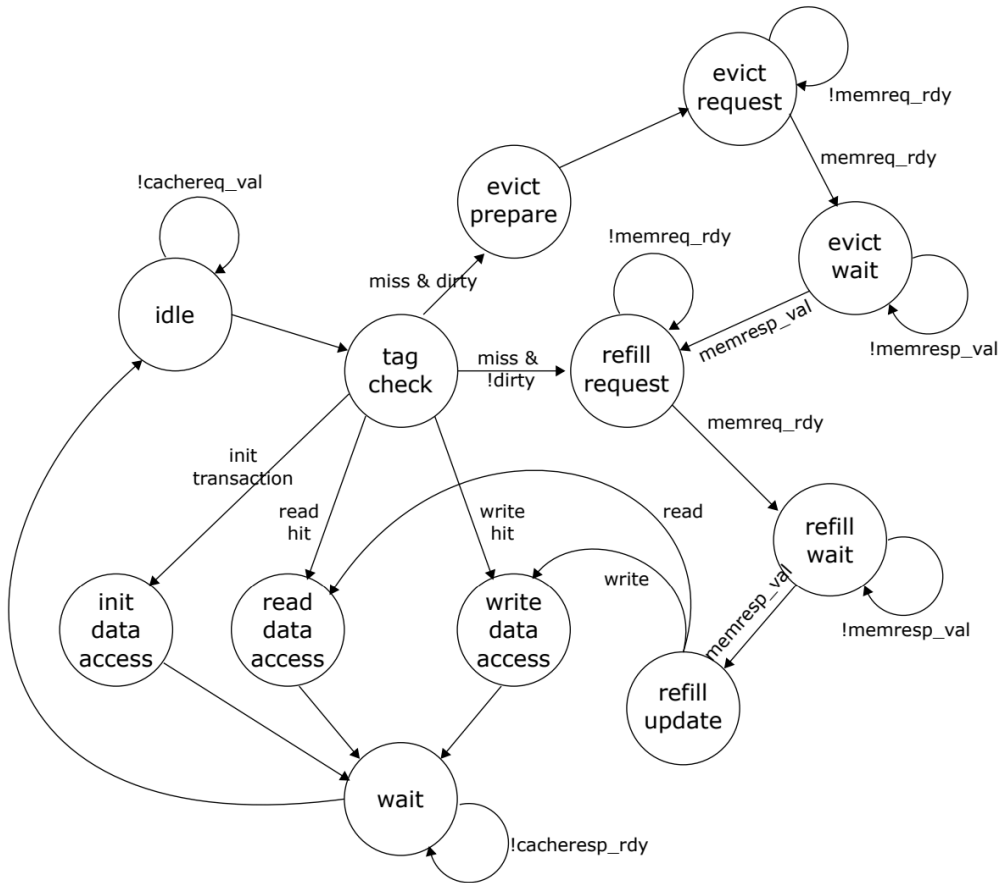 evict
request
!memreq_rdy
memreq_rdy
!cachereq_val
evict
prepare
evict
wait
!memreq_rdy
miss & dirty
idle
memresp_val
!memresp_val
tag
check
miss &
!dirty
refill
request
memreq_rdy
init
transaction
read
hit
write
hit
read
refill
wait
write
memresp_val
!memresp_val
init
data
access
read
data
access
write
data
access
refill
update
wait
!cacheresp_rdy